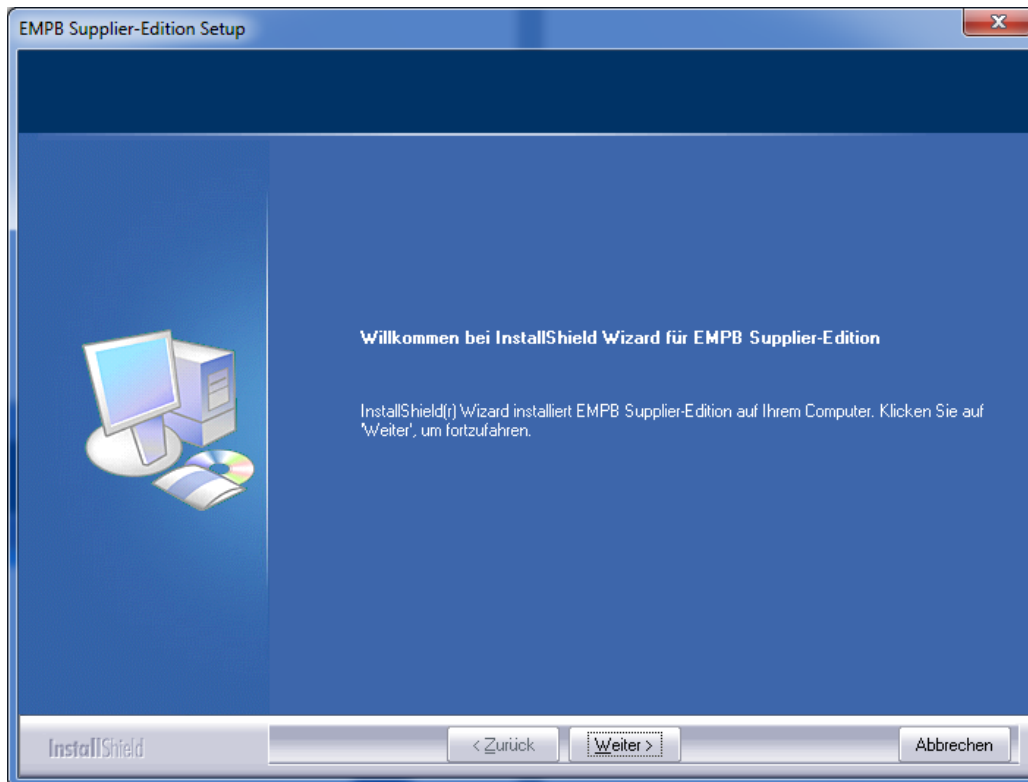 EMPB Supplier-Edition Setup
Willkommen bei InstallShield Wizard für EMPB Supplier-Edition
InstallShield(r) Wizard installiert EMPB Supplier-Edition auf Ihrem Computer. Klicken Sie auf
'Weiter', um fortzufahren.
InstallShield
< Zurück
Weiter >
Abbrechen